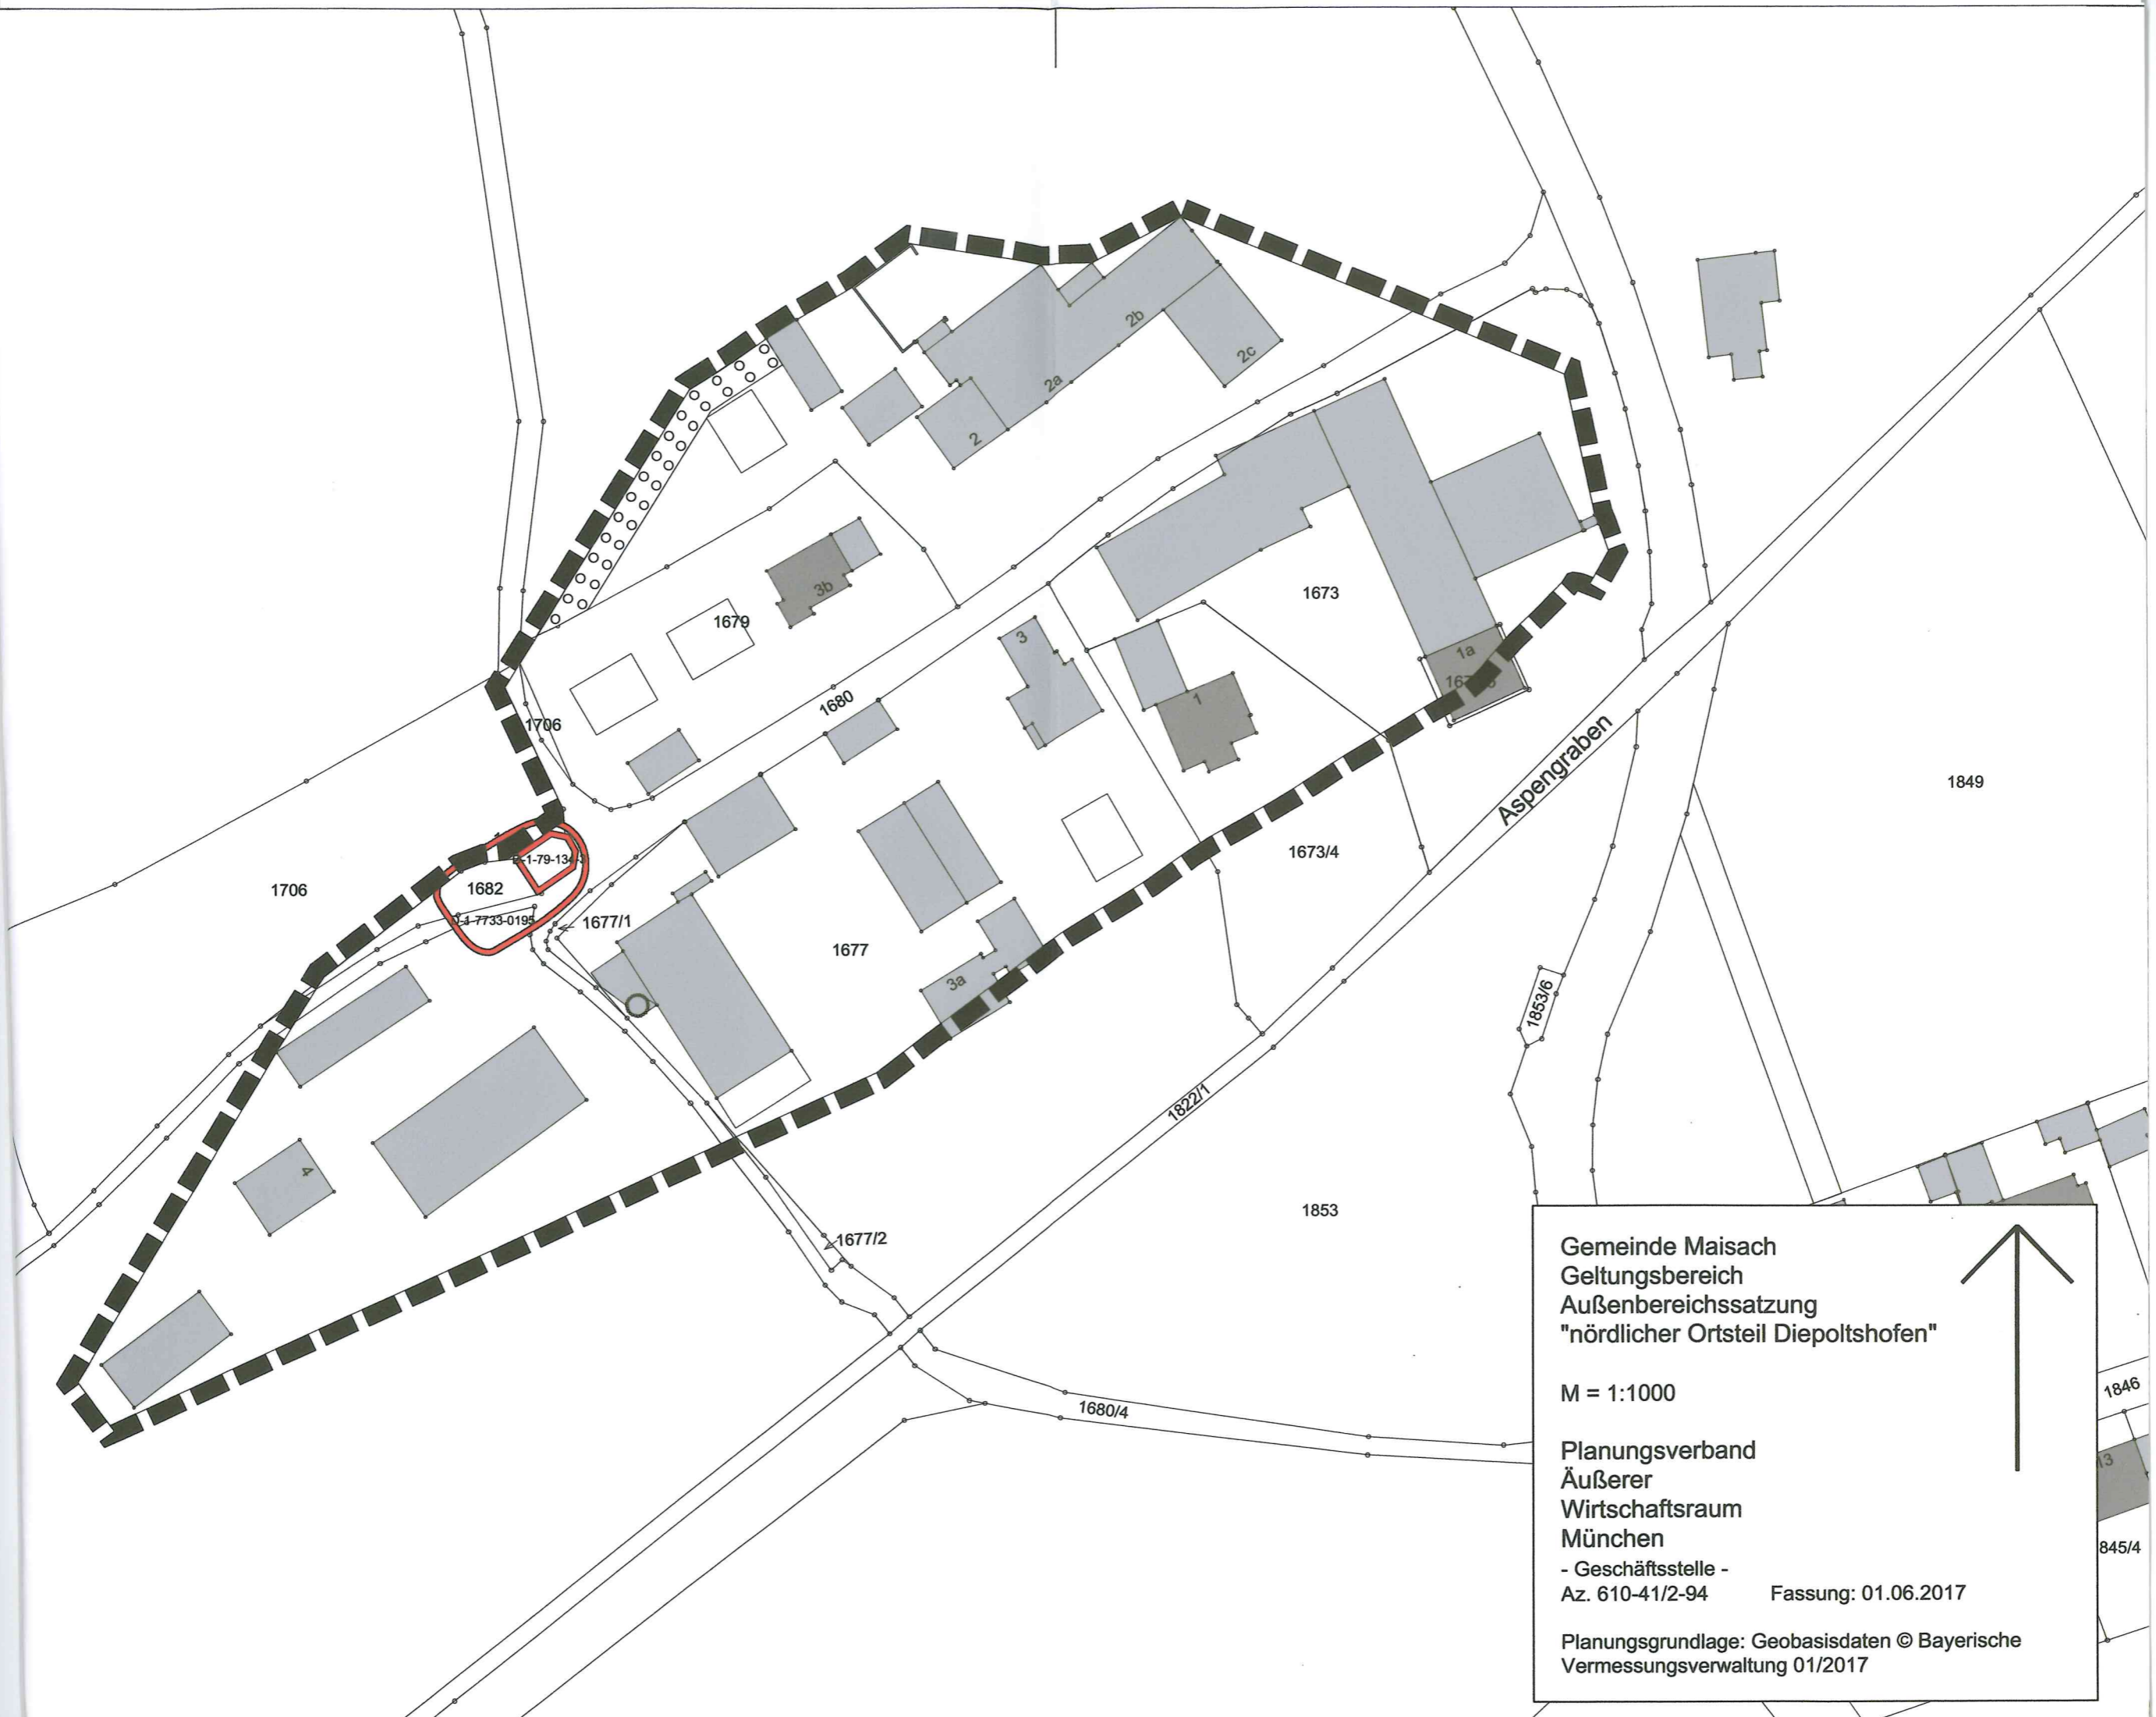 2b
2c
2a
2
3b
1673
1679
3
1a
1
1680
1706
Aspengraben
1849
1673/4
1706
1682
D-1-7733-0195
1677/1
1677
3a
1853/6
1822/1
4
1853
1677/2
1680/4
1846
13
845/4
Gemeinde Maisach
Geltungsbereich
Außenbereichssatzung
"nördlicher Ortsteil Diepoltshofen"
M = 1:1000
Planungsverband
Äußerer
Wirtschaftsraum
München
- Geschäftsstelle -
Az. 610-41/2-94 Fassung: 01.06.2017
Planungsgrundlage: Geobasisdaten © Bayerische
Vermessungsverwaltung 01/2017